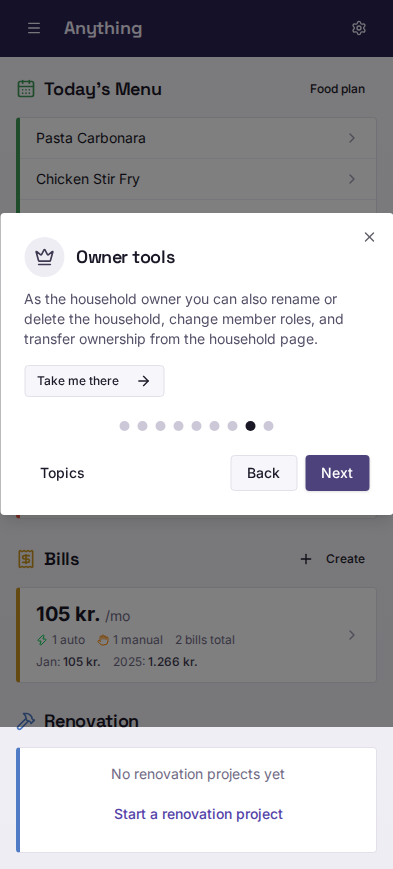 Anything
Today's Menu
Food plan
Pasta Carbonara
Chicken Stir Fry
Owner tools
As the household owner you can also rename or
delete the household, change member roles, and
transfer ownership from the household page.
Take me there
Topics
Back
Next
Bills
Create
105 kr. /mo
1 auto 1 manual 2 bills total
Jan: 105 kr. 2025: 1.266 kr.
Renovation
No renovation projects yet
Start a renovation project